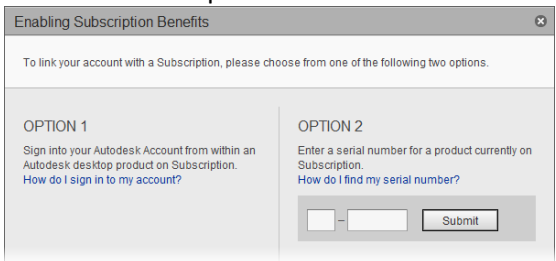 Enabling Subscription Benefits
To link your account with a Subscription, please choose from one of the following two options.
OPTION 1
Sign into your Autodesk Account from within an
Autodesk desktop product on Subscription.
How do I sign in to my account?
OPTION 2
Enter a serial number for a product currently on
Subscription.
How do I find my serial number?
–
Submit